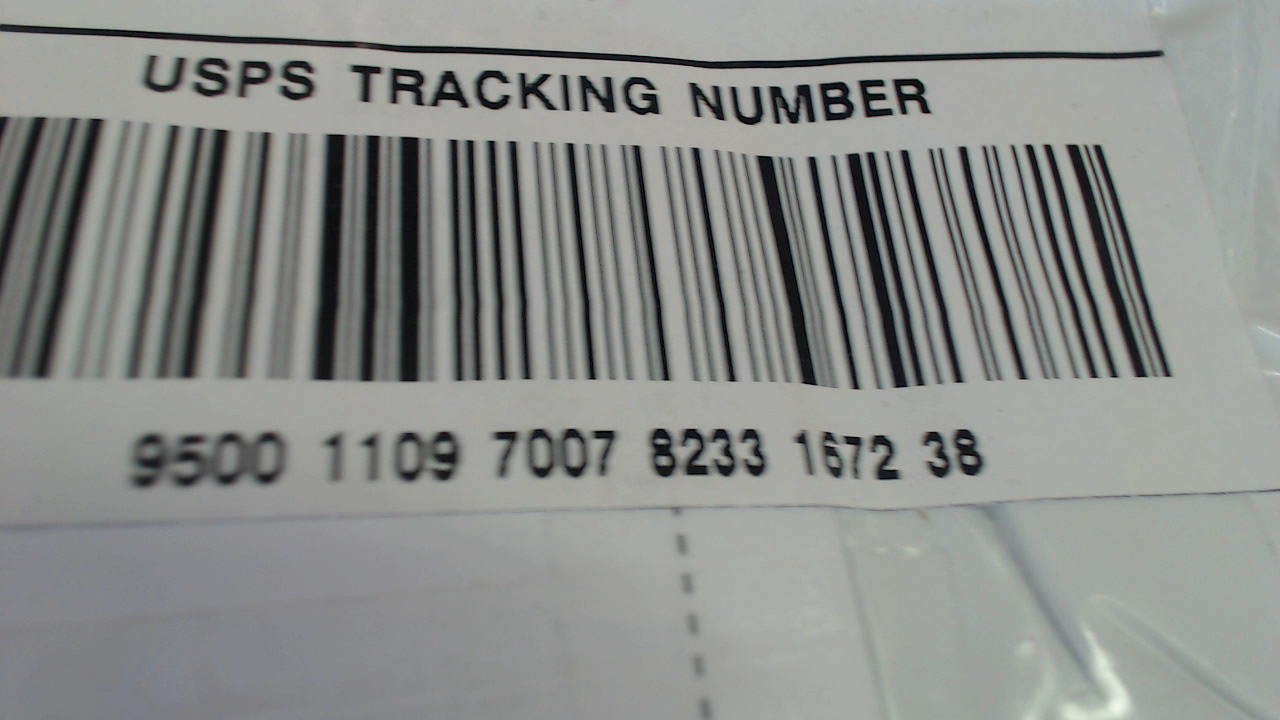 USPS TRACKING NUMBER
9500 1109 7007 8233 1672 38